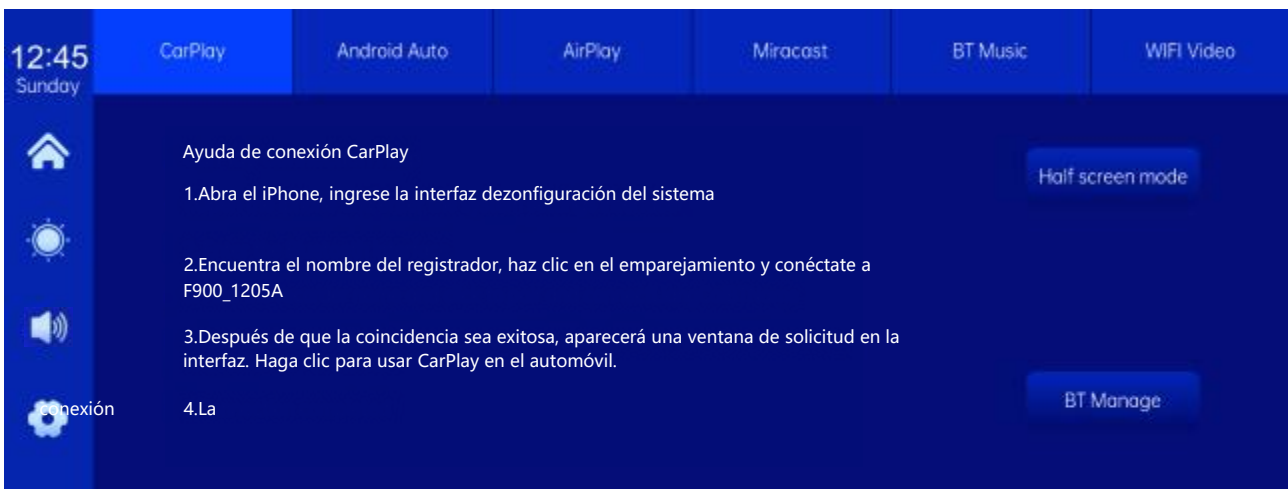 12:45
Sunday
CarPlay
Android Auto
AirPlay
Miracast
BT Music
WIFI Video
Ayuda de conexión CarPlay
1.Abra el iPhone, ingrese la interfaz dezonfiguración del sistema
2.Encuentra el nombre del registrador, haz clic en el emparejamiento y conéctate a
F900_1205A
3.Después de que la coincidencia sea exitosa, aparecerá una ventana de solicitud en la
interfaz. Haga clic para usar CarPlay en el automóvil.
conexión 4.La
Half screen mode
BT Manage